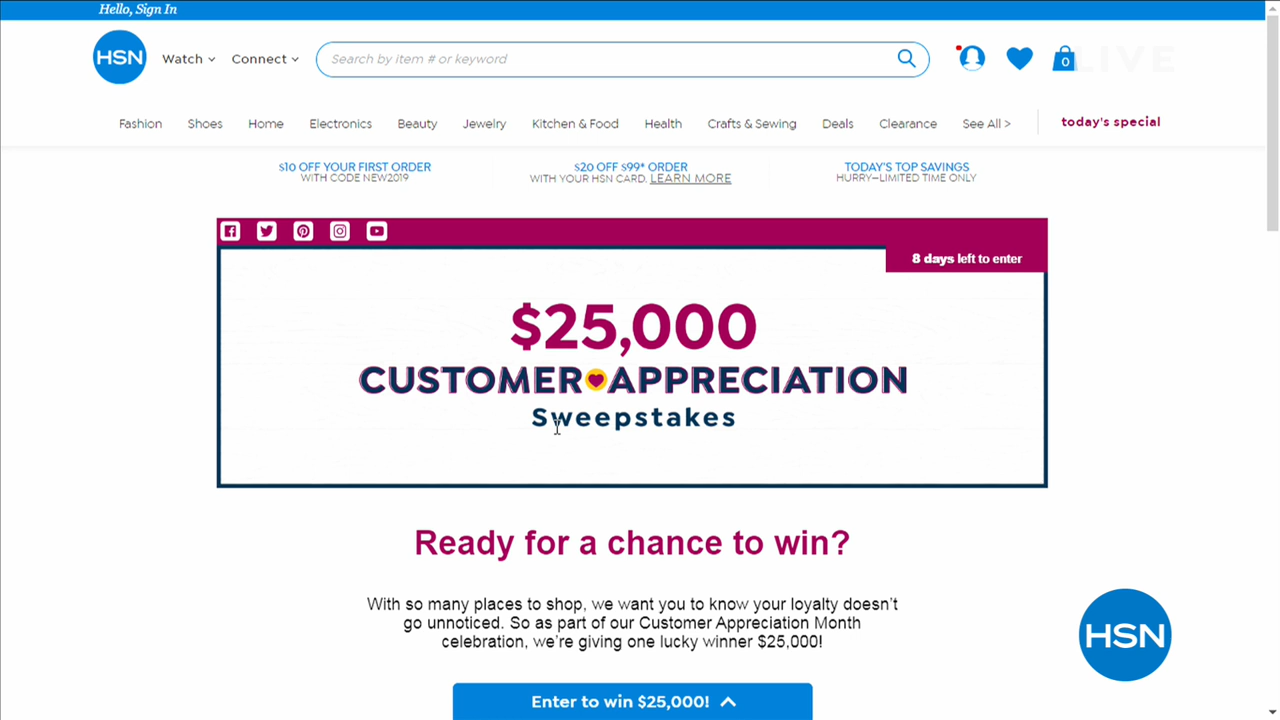 Hello, Sign In
HSN
Watch
Connect
Search by item # or keyword
0
LIVE
Fashion
Shoes
Home
Electronics
Beauty
Jewelry
Kitchen & Food
Health
Crafts & Sewing
Deals
Clearance
See All >
today's special
$10 OFF YOUR FIRST ORDER
WITH CODE NEW2019
$20 OFF $99* ORDER
WITH YOUR HSN CARD. LEARN MORE
TODAY'S TOP SAVINGS
HURRY—LIMITED TIME ONLY
8 days left to enter
$25,000
CUSTOMER APPRECIATION
Sweepstakes
Ready for a chance to win?
With so many places to shop, we want you to know your loyalty doesn’t
go unnoticed. So as part of our Customer Appreciation Month
celebration, we’re giving one lucky winner $25,000!
HSN
Enter to win $25,000!